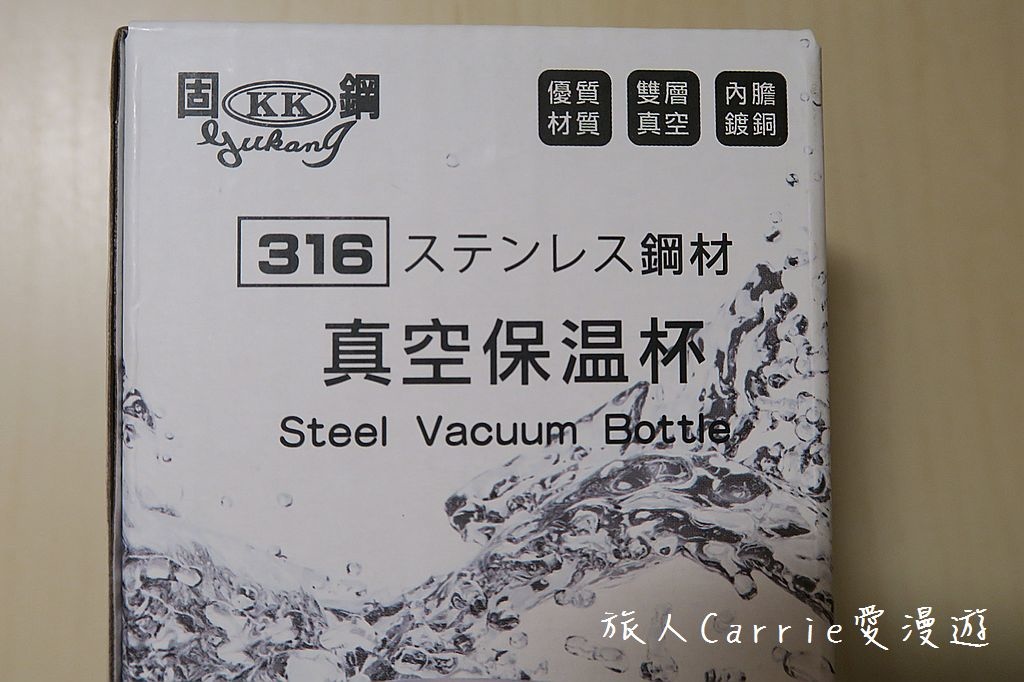 固 KK 鋼
Yukang
優質
材質
雙層
真空
內膽
鍍銅
316 ステンレス鋼材
真空保温杯
Steel Vacuum Bottle
旅人Carrie愛漫遊